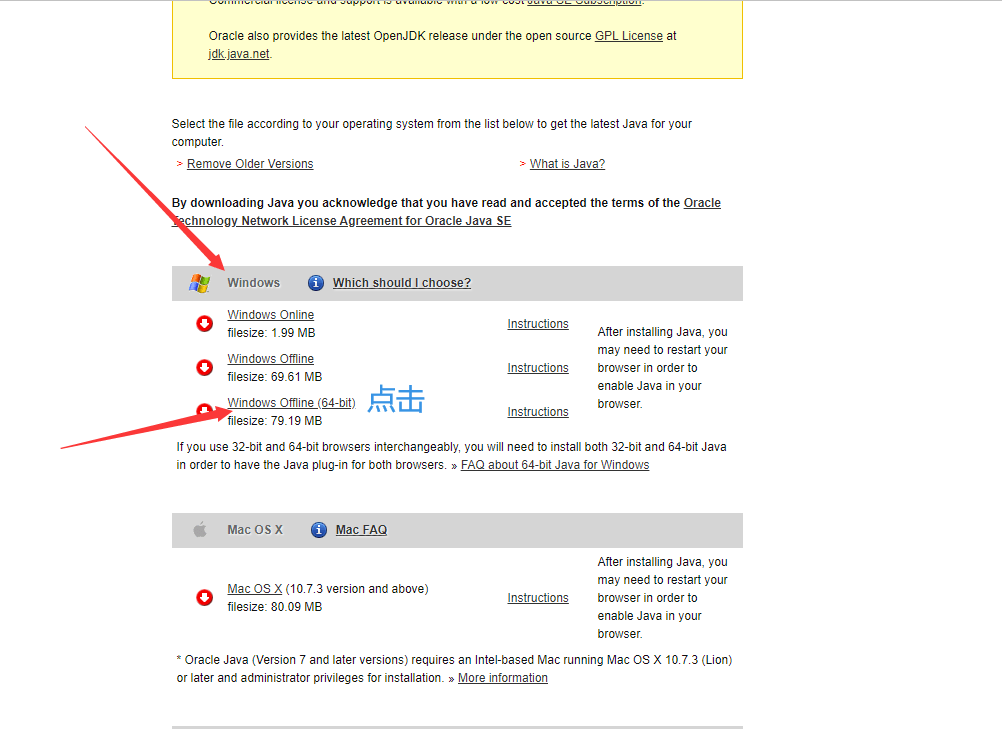 Commercial license and support is available with a low cost Java SE Subscription.
Oracle also provides the latest OpenJDK release under the open source GPL License at
jdk.java.net.
Select the file according to your operating system from the list below to get the latest Java for your
computer.
> Remove Older Versions
> What is Java?
By downloading Java you acknowledge that you have read and accepted the terms of the Oracle
Technology Network License Agreement for Oracle Java SE
Windows
Which should I choose?
Windows Online
filesize: 1.99 MB
Instructions
Windows Offline
filesize: 69.61 MB
Instructions
Windows Offline (64-bit)
filesize: 79.19 MB
点击
Instructions
After installing Java, you
may need to restart your
browser in order to
enable Java in your
browser.
If you use 32-bit and 64-bit browsers interchangeably, you will need to install both 32-bit and 64-bit Java
in order to have the Java plug-in for both browsers. » FAQ about 64-bit Java for Windows
Mac OS X
Mac FAQ
Mac OS X (10.7.3 version and above)
filesize: 80.09 MB
Instructions
After installing Java, you
may need to restart your
browser in order to
enable Java in your
browser.
* Oracle Java (Version 7 and later versions) requires an Intel-based Mac running Mac OS X 10.7.3 (Lion)
or later and administrator privileges for installation. » More information